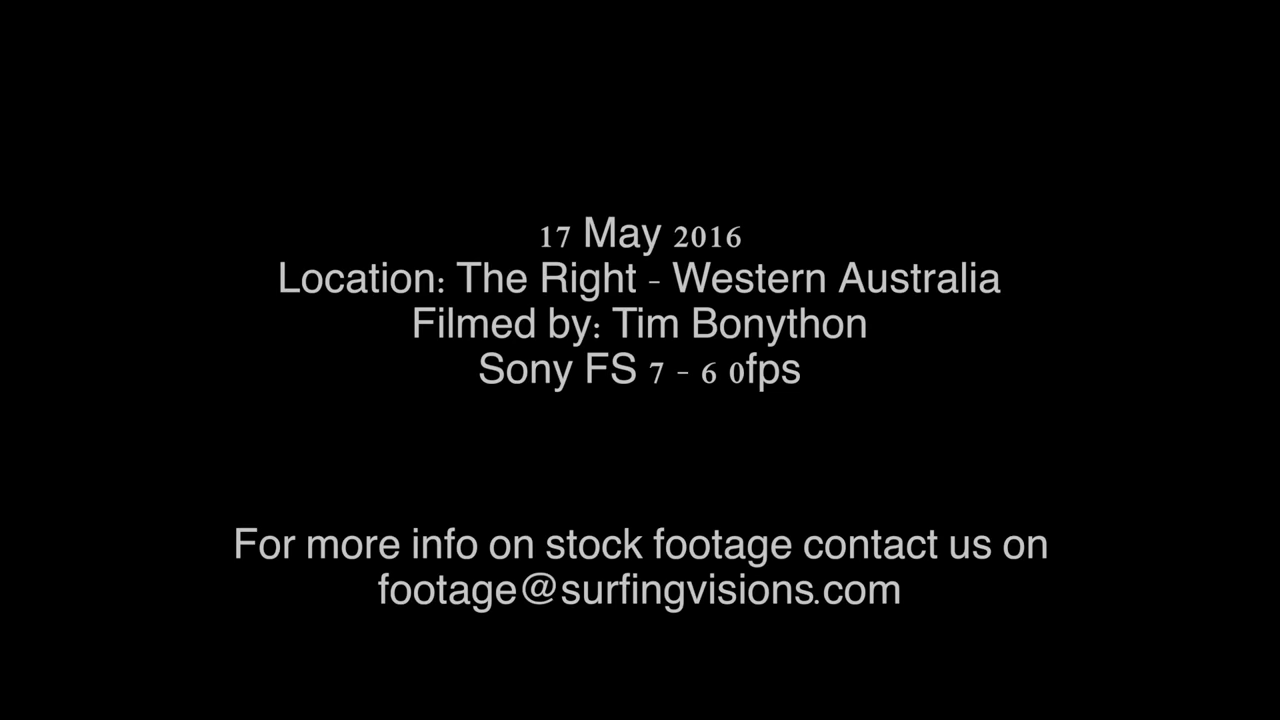 17 May 2016
Location: The Right - Western Australia
Filmed by: Tim Bonython
Sony FS 7 - 6 0fps
For more info on stock footage contact us on
footage@surfingvisions.com